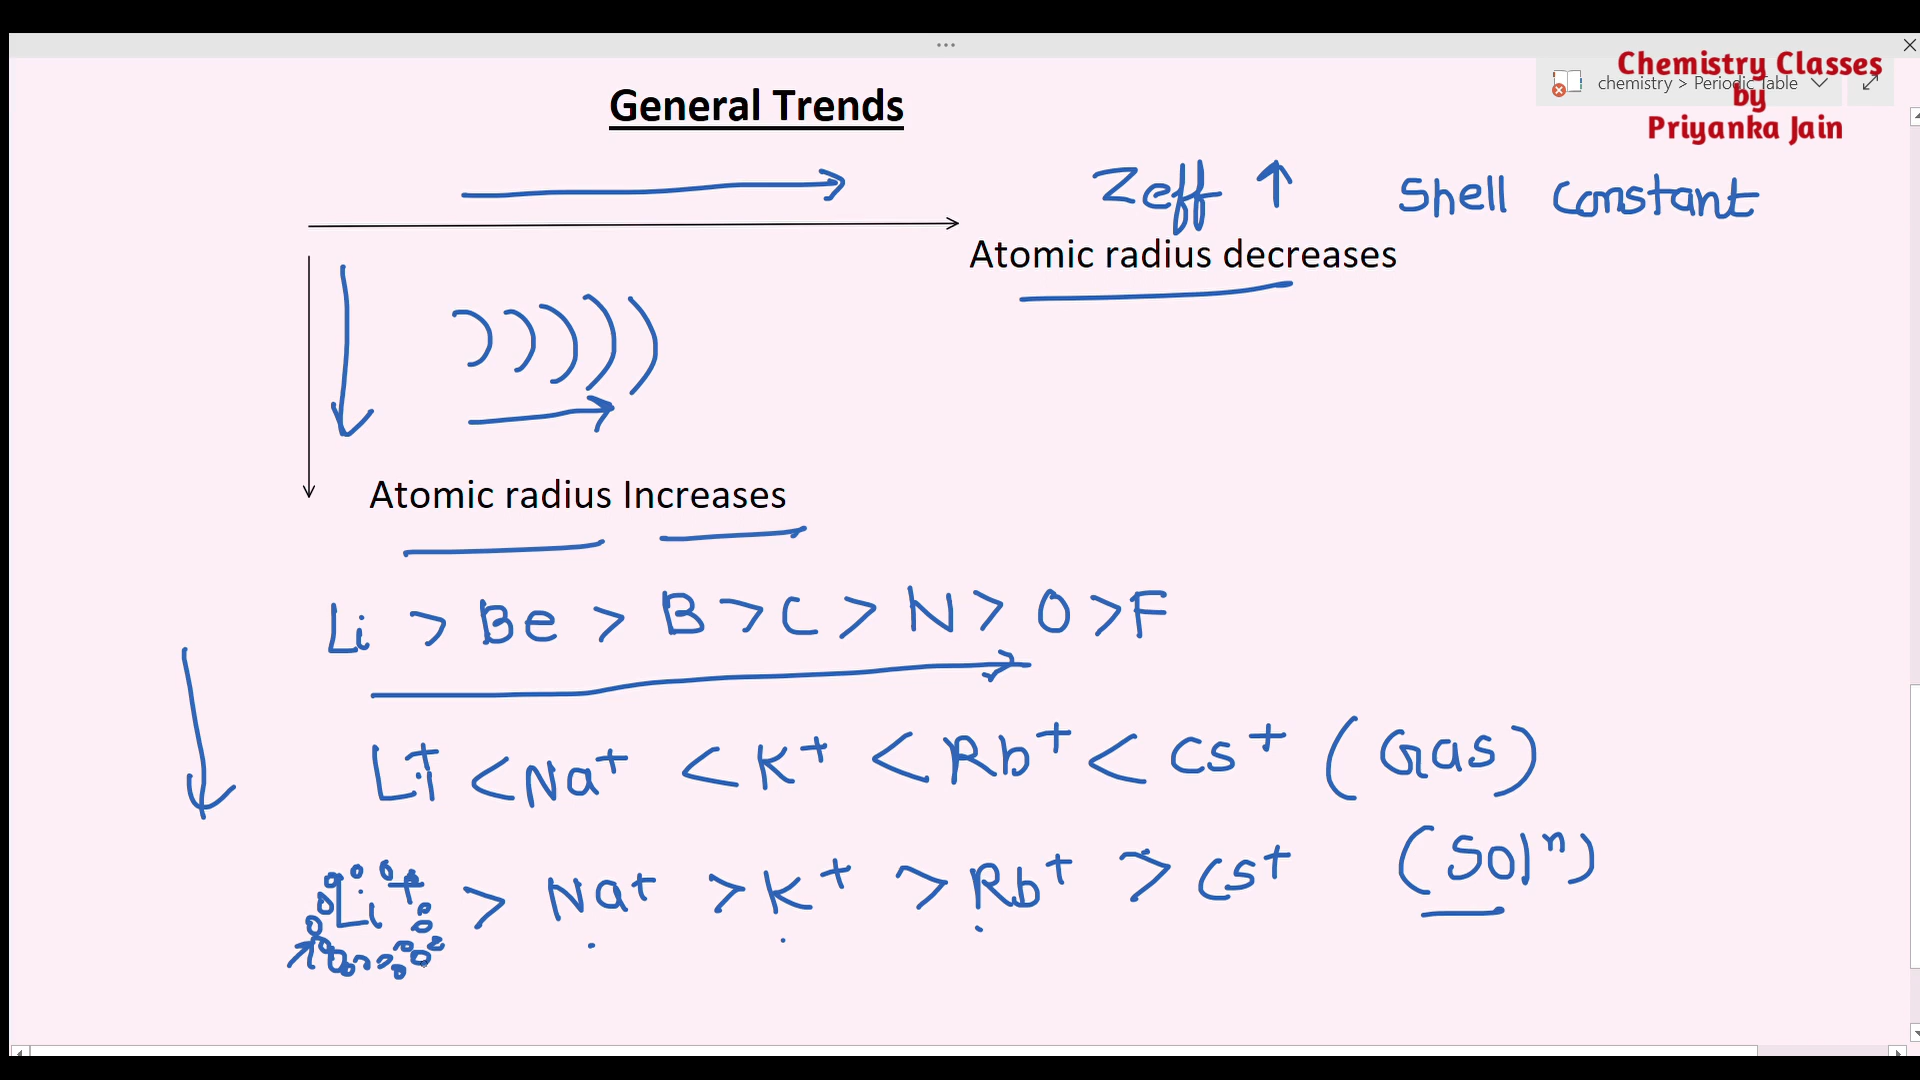 Chemistry Classes
by
Priyanka Jain
chemistry > Periodic Table
General Trends
Zeff ↑ Shell Constant
Atomic radius decreases
Atomic radius Increases
Li > Be > B > C > N > O > F
Li+ < Na+ < K+ < Rb+ < Cs+ (Gas)
Li+ > Na+ > K+ > Rb+ > Cs+ (Solⁿ)